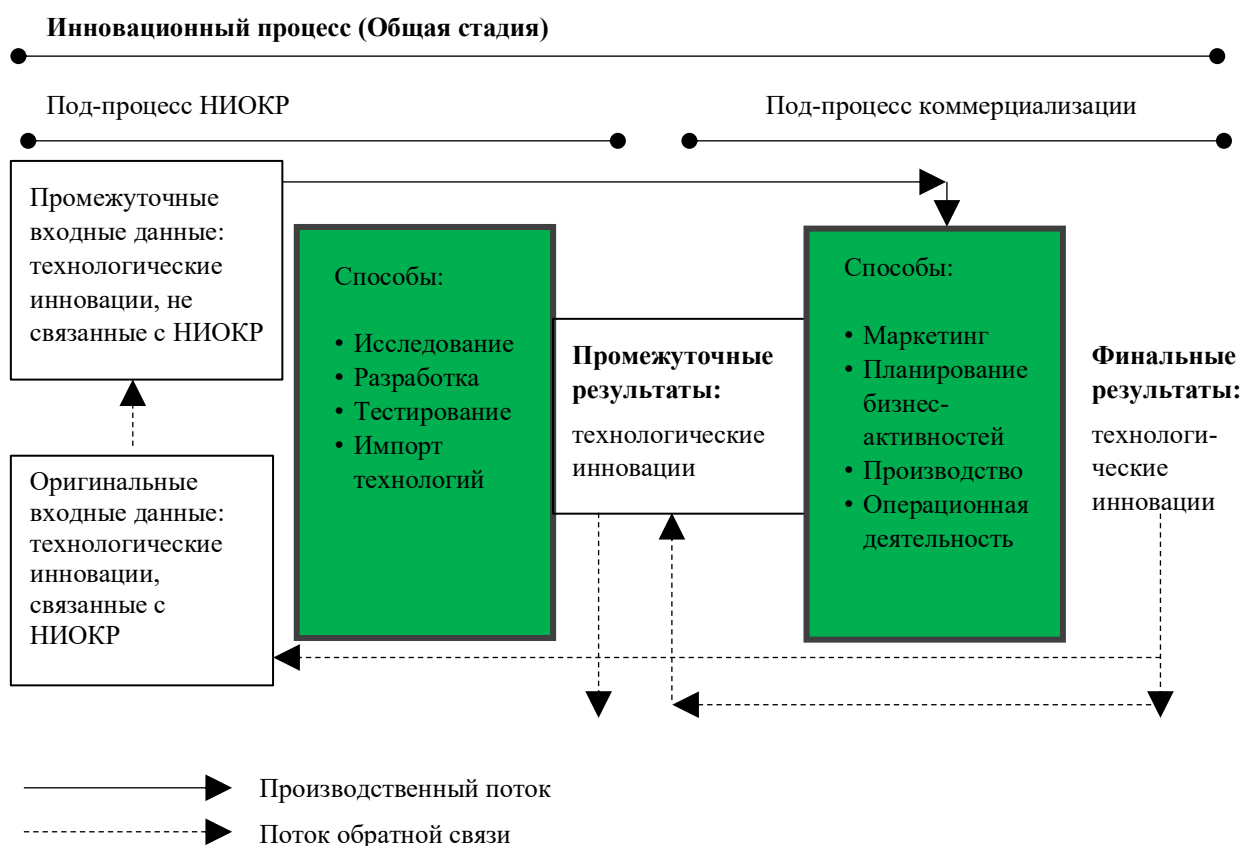 Инновационный процесс (Общая стадия)
Под-процесс НИОКР
Под-процесс коммерциализации
Промежуточные
входные данные:
технологические
инновации, не
связанные с НИОКР
Оригинальные
входные данные:
технологические
инновации,
связанные с
НИОКР
Способы:
• Исследование
• Разработка
• Тестирование
• Импорт
технологий
Промежуточные
результаты:
технологические
инновации
Способы:
• Маркетинг
• Планирование
бизнес-
активностей
• Производство
• Операционная
деятельность
Финальные
результаты:
технологи-
ческие
инновации
Производственный поток
Поток обратной связи